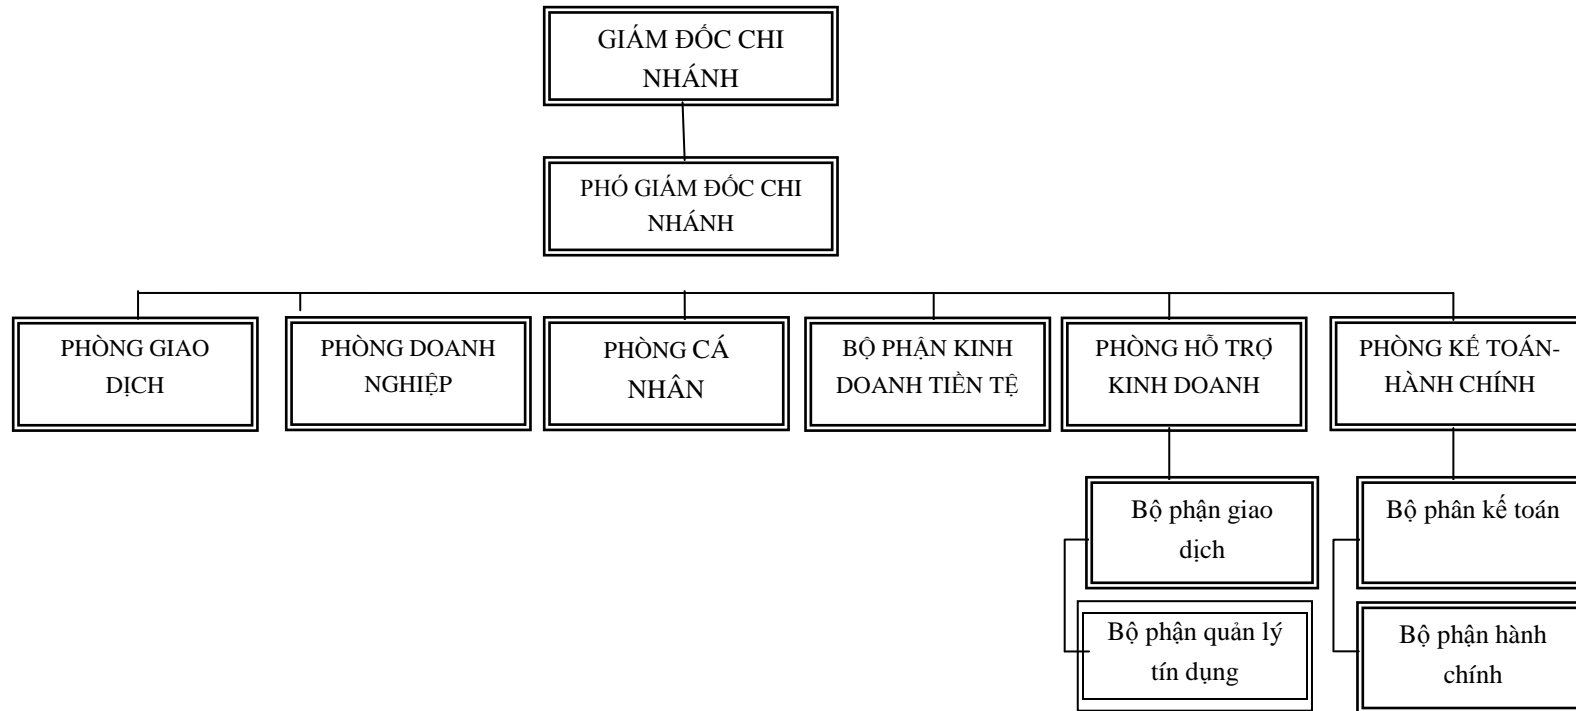 GIÁM ĐỐC CHI
NHÁNH
PHÓ GIÁM ĐỐC CHI
NHÁNH
PHÒNG GIAO
DỊCH
PHÒNG DOANH
NGHIỆP
PHÒNG CÁ
NHÂN
BỘ PHẬN KINH
DOANH TIỀN TỆ
PHÒNG HỖ TRỢ
KINH DOANH
PHÒNG KẾ TOÁN-
HÀNH CHÍNH
Bộ phận giao
dịch
Bộ phân kế toán
Bộ phận quản lý
tín dụng
Bộ phận hành
chính